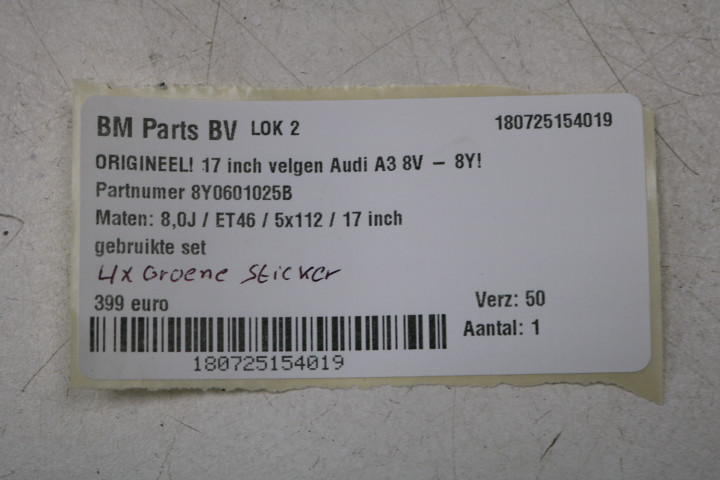 BM Parts BV LOK 2 180725154019
ORIGINEEL! 17 inch velgen Audi A3 8V – 8Y!
Partnumer 8Y0601025B
Maten: 8,0J / ET46 / 5x112 / 17 inch
gebruikte set
4x Groene Sticker
399 euro Verz: 50
Aantal: 1
180725154019